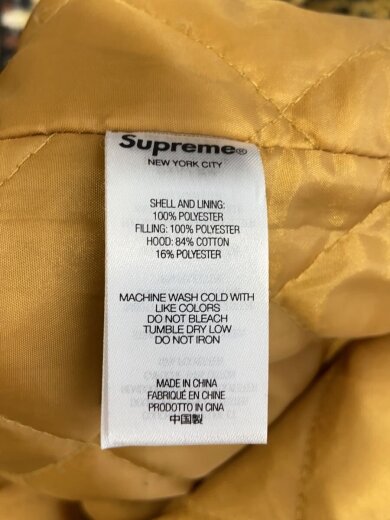 Supreme®
NEW YORK CITY
SHELL AND LINING:
100% POLYESTER
FILLING: 100% POLYESTER
HOOD: 84% COTTON
16% POLYESTER
MACHINE WASH COLD WITH
LIKE COLORS
DO NOT BLEACH
TUMBLE DRY LOW
DO NOT IRON
MADE IN CHINA
FABRIQUÉ EN CHINE
PRODOTTO IN CINA
中国製